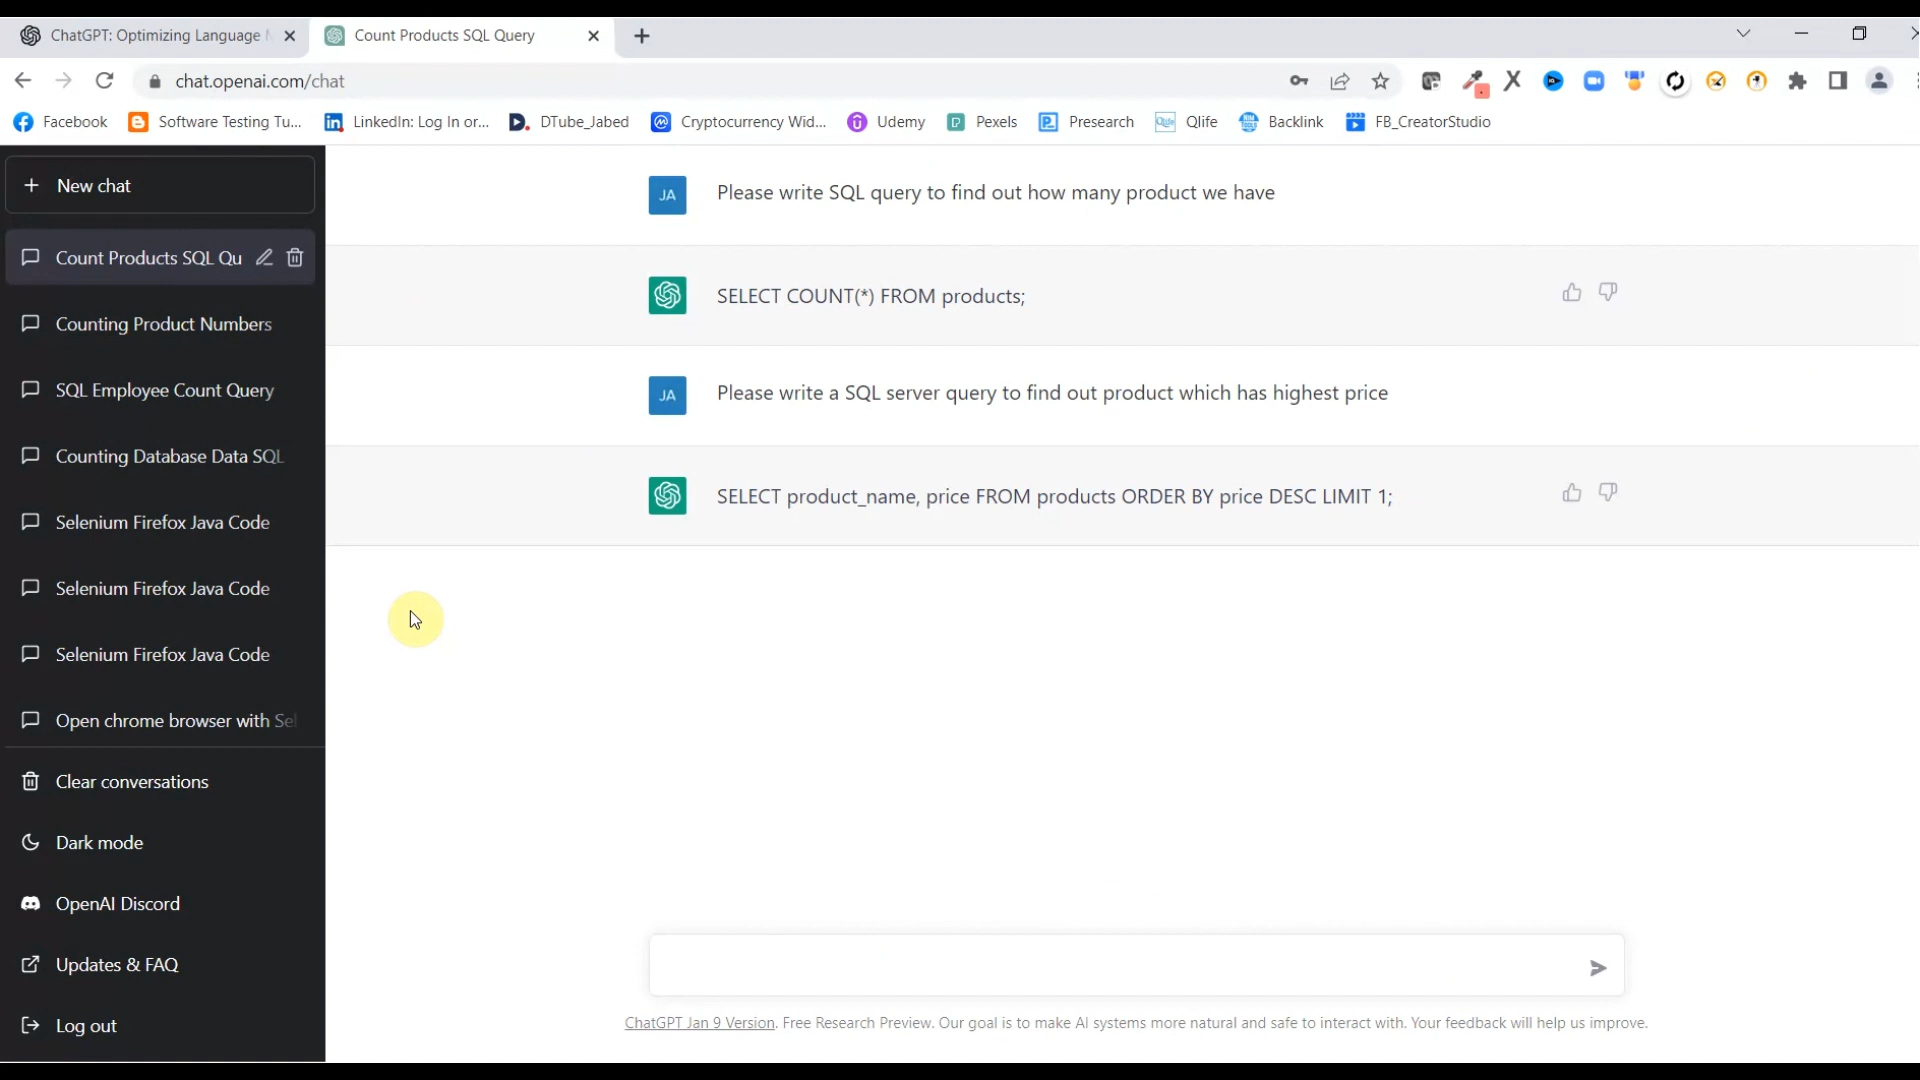 ChatGPT: Optimizing Language
Count Products SQL Query
chat.openai.com/chat
Facebook
Software Testing Tu...
LinkedIn: Log In or...
DTube_Jabed
Cryptocurrency Wid...
Udemy
Pexels
Presearch
Qlife
Backlink
FB_CreatorStudio
New chat
Count Products SQL Qu
Counting Product Numbers
SQL Employee Count Query
Counting Database Data SQL
Selenium Firefox Java Code
Selenium Firefox Java Code
Selenium Firefox Java Code
Open chrome browser with Sel
Clear conversations
Dark mode
OpenAI Discord
Updates & FAQ
Log out
JA
Please write SQL query to find out how many product we have
SELECT COUNT(*) FROM products;
JA
Please write a SQL server query to find out product which has highest price
SELECT product_name, price FROM products ORDER BY price DESC LIMIT 1;
ChatGPT Jan 9 Version. Free Research Preview. Our goal is to make AI systems more natural and safe to interact with. Your feedback will help us improve.